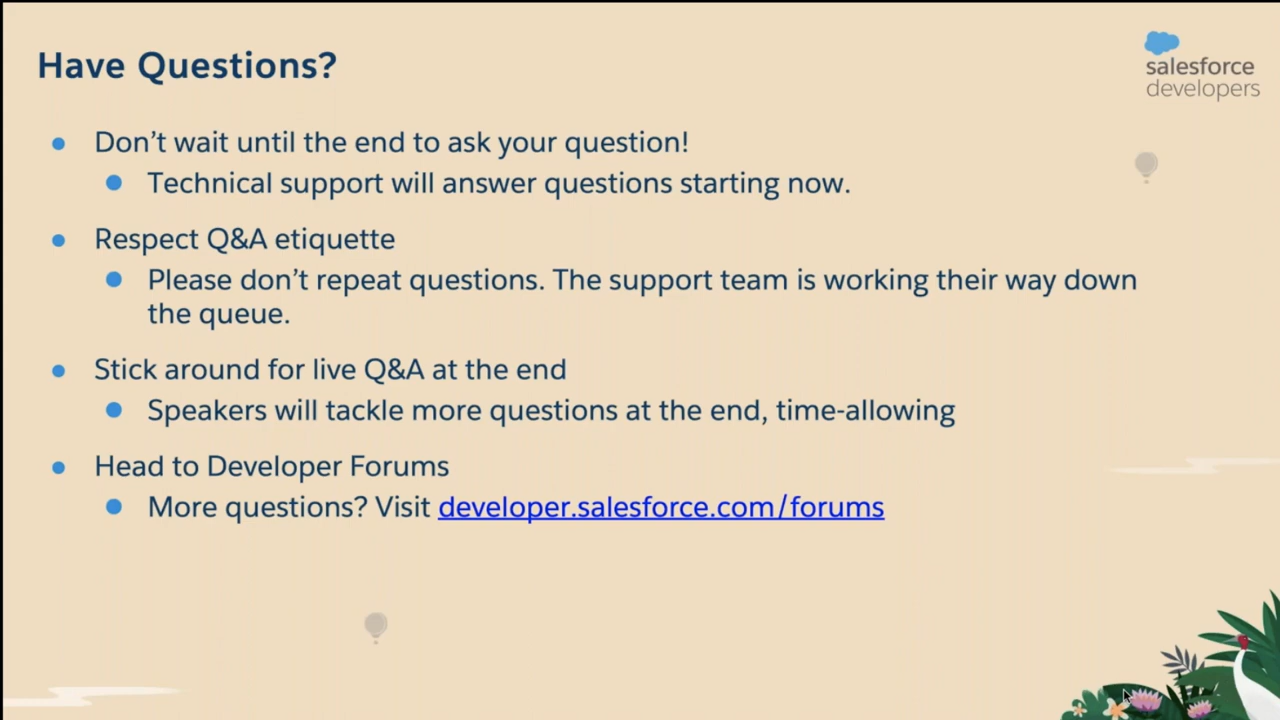 Have Questions?
salesforce
developers
Don't wait until the end to ask your question!
Technical support will answer questions starting now.
Respect Q&A etiquette
Please don't repeat questions. The support team is working their way down
the queue.
Stick around for live Q&A at the end
Speakers will tackle more questions at the end, time-allowing
Head to Developer Forums
More questions? Visit developer.salesforce.com/forums